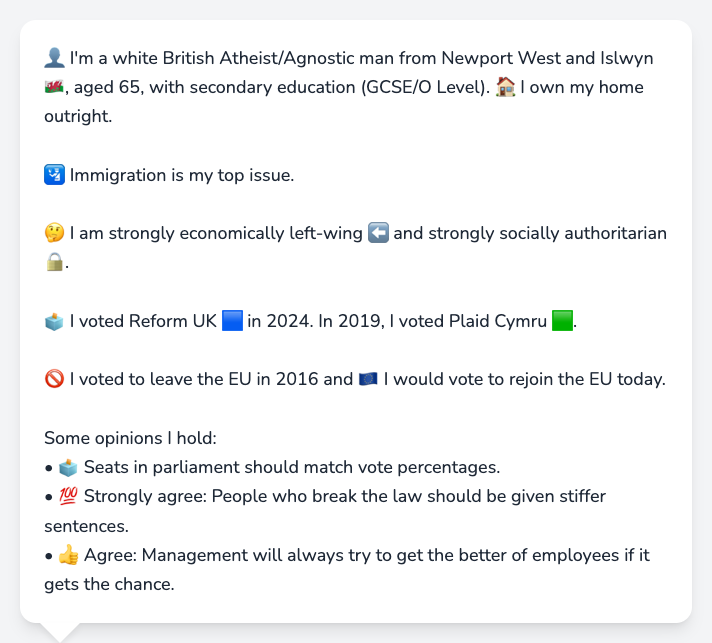 👤 I'm a white British Atheist/Agnostic man from Newport West and Islwyn
🏴󠁧󠁢󠁷󠁬󠁳󠁿, aged 65, with secondary education (GCSE/O Level). 🏠 I own my home
outright.
🛂 Immigration is my top issue.
🤔 I am strongly economically left-wing ⬅️ and strongly socially authoritarian
🔒.
🗳️ I voted Reform UK 🟦 in 2024. In 2019, I voted Plaid Cymru 🟩.
🚫 I voted to leave the EU in 2016 and 🇪🇺 I would vote to rejoin the EU today.
Some opinions I hold:
• 🗳️ Seats in parliament should match vote percentages.
• 💯 Strongly agree: People who break the law should be given stiffer
sentences.
• 👍 Agree: Management will always try to get the better of employees if it
gets the chance.